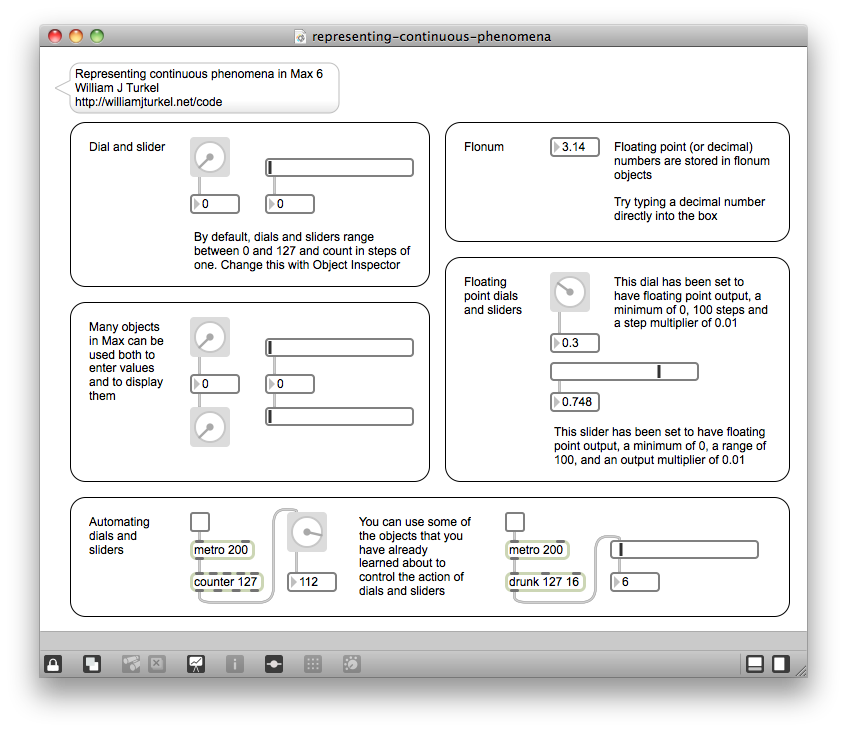 representing-continuous-phenomena
Representing continuous phenomena in Max 6
William J Turkel
http://williamjturkel.net/code
Dial and slider
0
0
By default, dials and sliders range
between 0 and 127 and count in steps of
one. Change this with Object Inspector
Flonum
3.14
Floating point (or decimal)
numbers are stored in flonum
objects
Try typing a decimal number
directly into the box
Many objects
in Max can be
used both to
enter values
and to display
them
0
0
Floating
point dials
and sliders
This dial has been set to
have floating point output, a
minimum of 0, 100 steps and
a step multiplier of 0.01
0.3
0.748
This slider has been set to have floating
point output, a minimum of 0, a range of
100, and an output multiplier of 0.01
Automating
dials and
sliders
metro 200
counter 127
112
You can use some of
the objects that you
have already
learned about to
control the action of
dials and sliders
metro 200
drunk 127 16
6